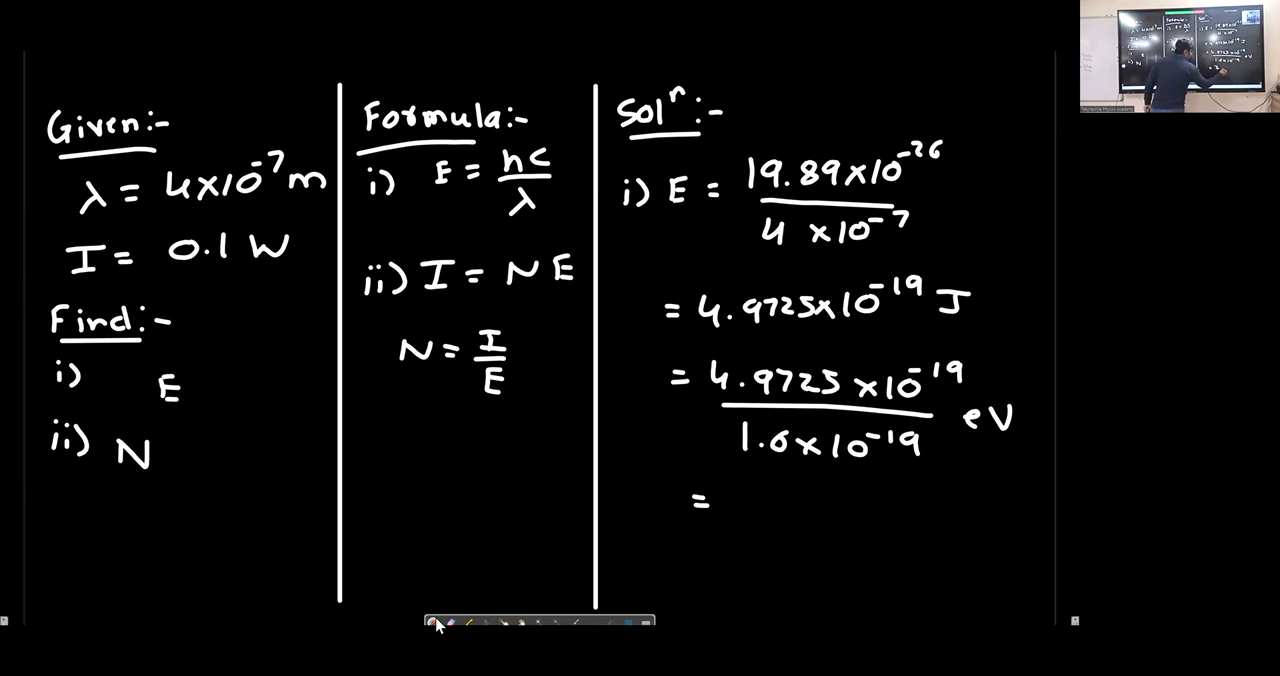 Given:-
λ = 4×10⁻⁷ m
I = 0.1 W
Find:-
i) E
ii) N
Formula:-
i) E = hc/λ
ii) I = N E
N = I/E
Solⁿ:-
i) E = 19.89×10⁻²⁶ / 4 ×10⁻⁷
= 4.9725×10⁻¹⁹ J
= 4.9725 ×10⁻¹⁹ / 1.6×10⁻¹⁹ eV
=